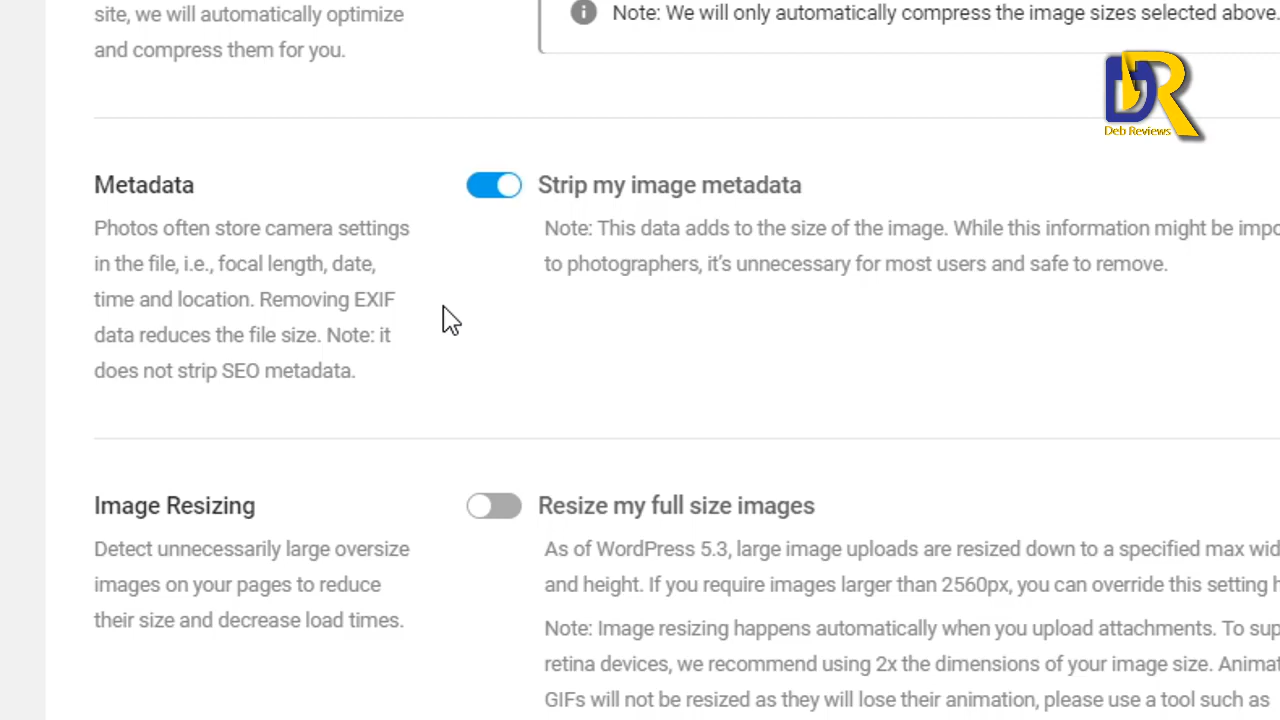 site, we will automatically optimize
and compress them for you.
Note: We will only automatically compress the image sizes selected above.
DR
Deb Reviews
Metadata
Photos often store camera settings
in the file, i.e., focal length, date,
time and location. Removing EXIF
data reduces the file size. Note: it
does not strip SEO metadata.
Strip my image metadata
Note: This data adds to the size of the image. While this information might be
to photographers, it's unnecessary for most users and safe to remove.
Image Resizing
Detect unnecessarily large oversize
images on your pages to reduce
their size and decrease load times.
Resize my full size images
As of WordPress 5.3, large image uploads are resized down to a specified max
and height. If you require images larger than 2560px, you can override this setting
Note: Image resizing happens automatically when you upload attachments. To
retina devices, we recommend using 2x the dimensions of your image size.
GIFs will not be resized as they will lose their animation, please use a tool such as